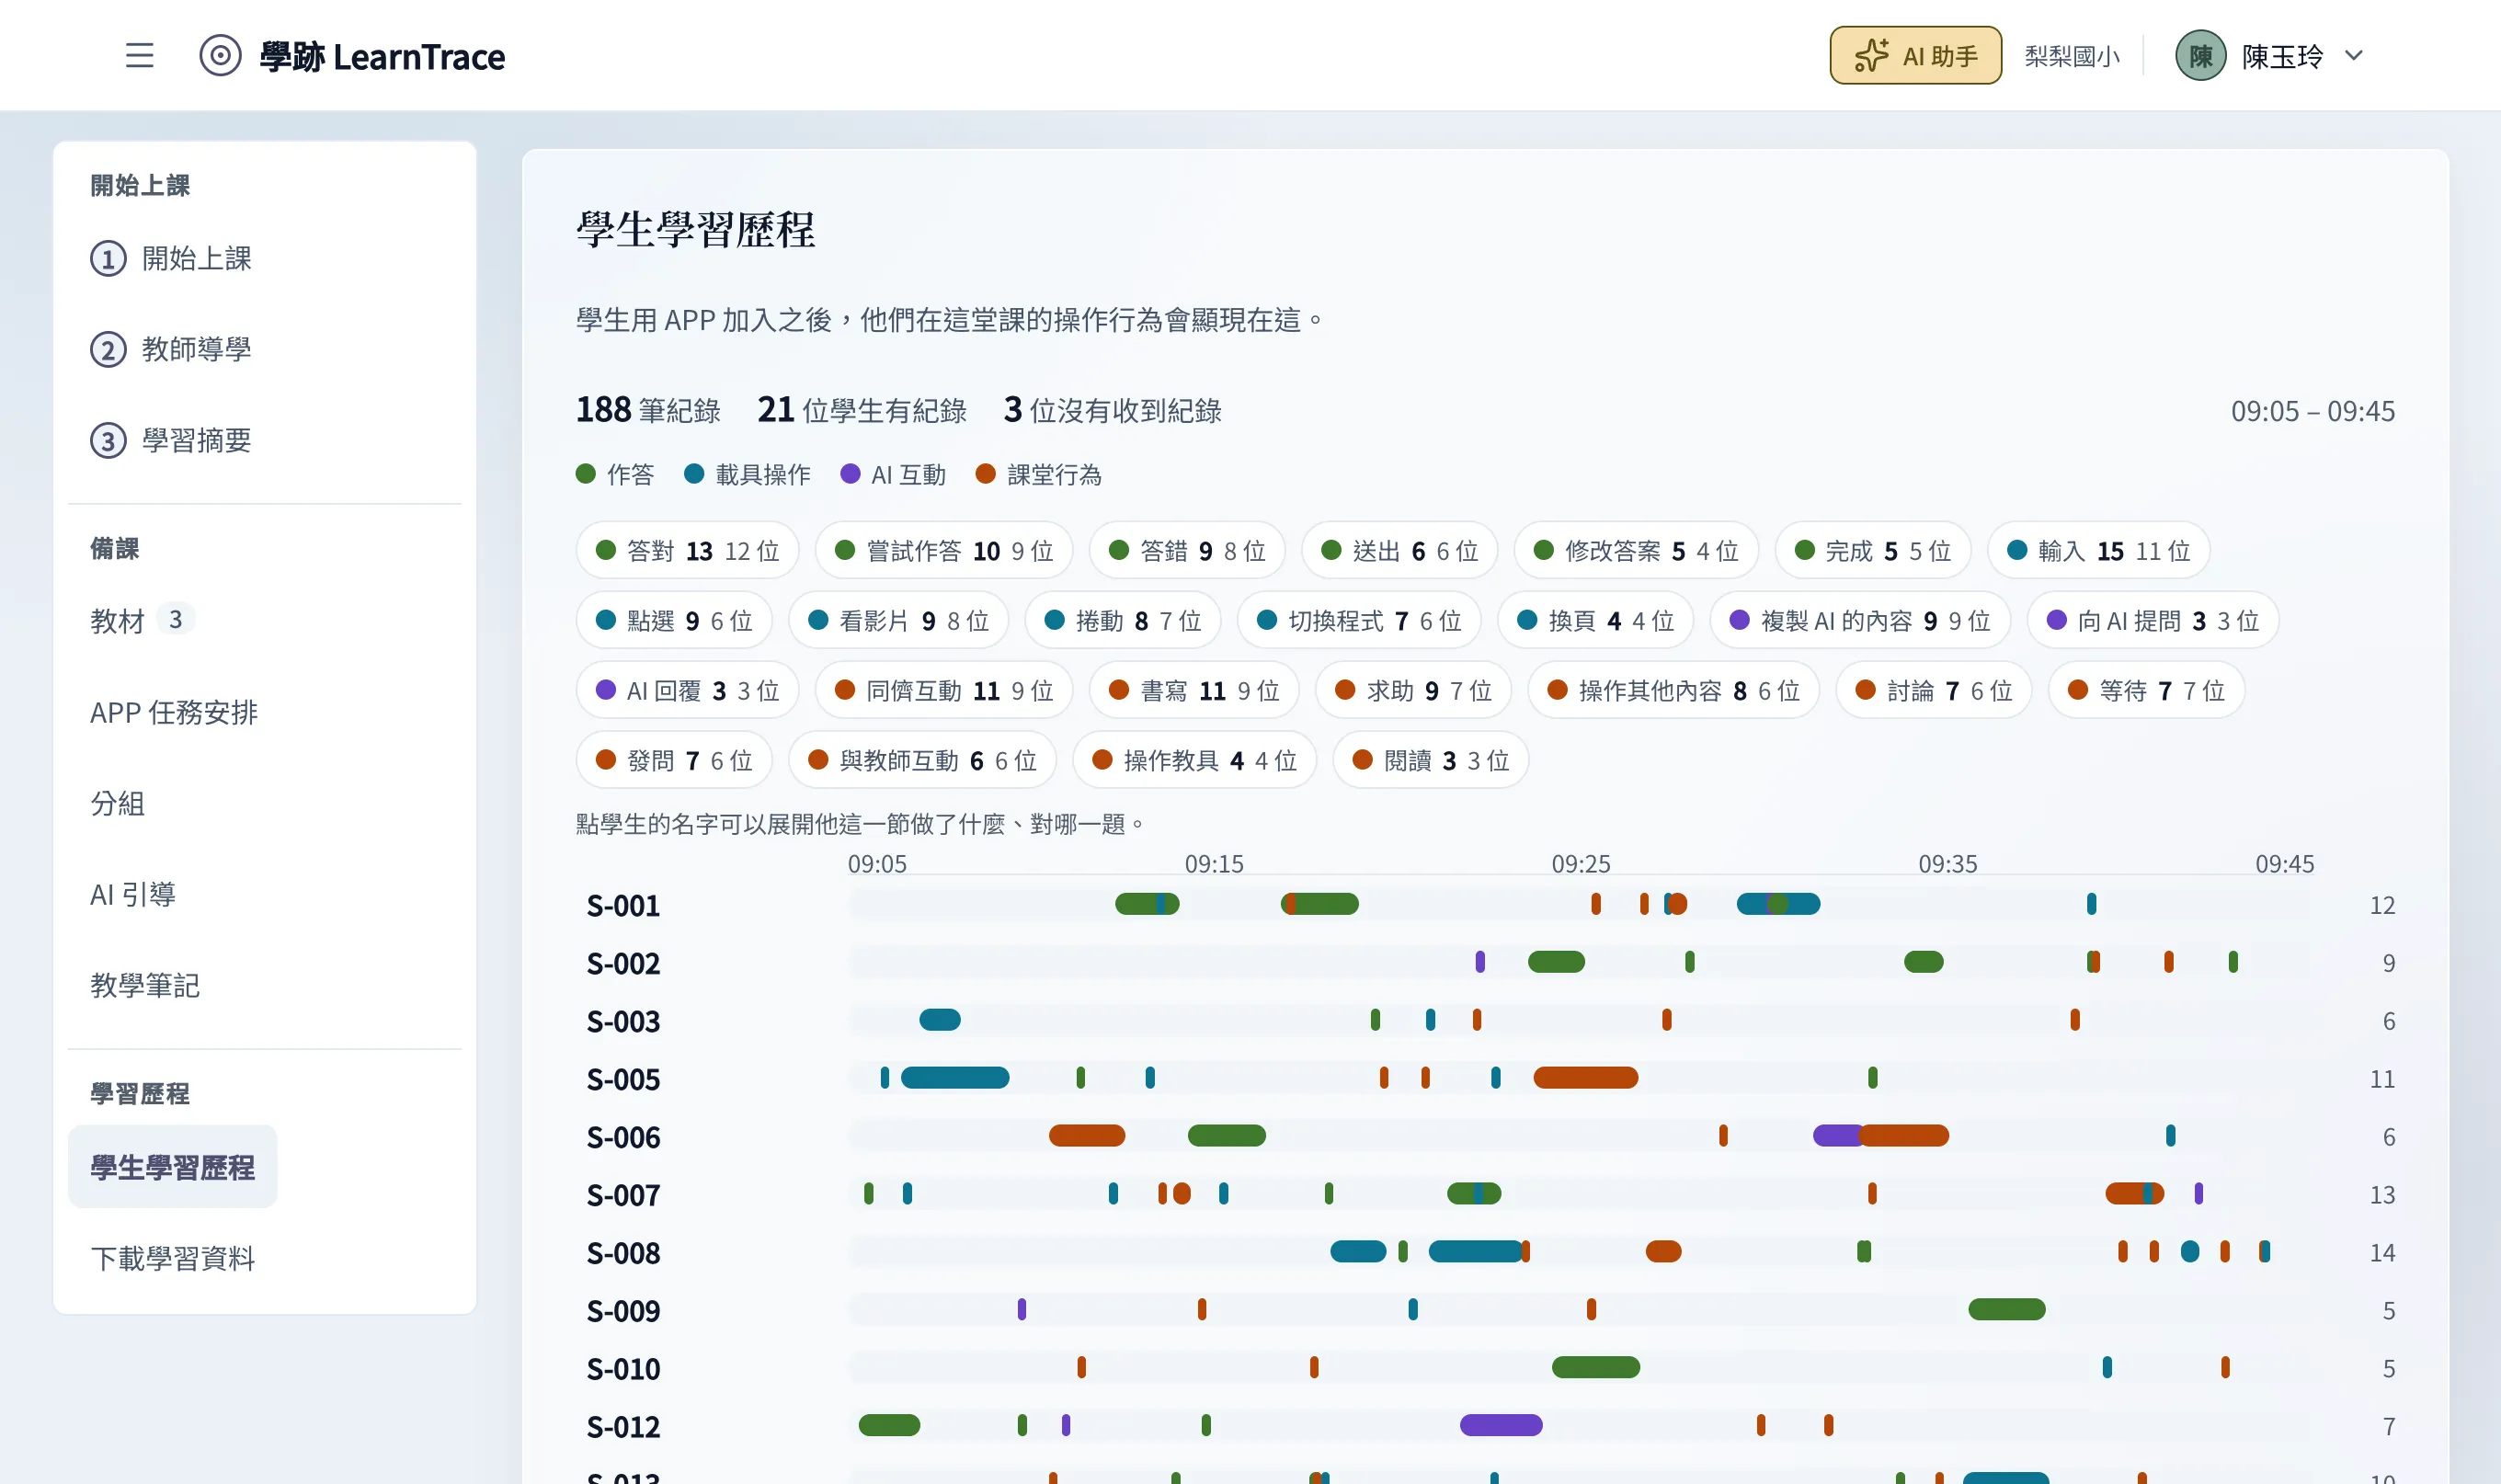 學跡 LearnTrace
AI 助手
梨梨國小
陳
陳玉玲
開始上課
1 開始上課
2 教師導學
3 學習摘要
備課
教材 3
APP 任務安排
分組
AI 引導
教學筆記
學習歷程
學生學習歷程
下載學習資料
學生學習歷程
學生用 APP 加入之後，他們在這堂課的操作行為會顯現在這。
188 筆紀錄 21 位學生有紀錄 3 位沒有收到紀錄 09:05 – 09:45
作答 載具操作 AI 互動 課堂行為
答對 13 12 位 嘗試作答 10 9 位 答錯 9 8 位 送出 6 6 位 修改答案 5 4 位 完成 5 5 位 輸入 15 11 位
點選 9 6 位 看影片 9 8 位 捲動 8 7 位 切換程式 7 6 位 換頁 4 4 位 複製 AI 的內容 9 9 位 向 AI 提問 3 3 位
AI 回覆 3 3 位 同儕互動 11 9 位 書寫 11 9 位 求助 9 7 位 操作其他內容 8 6 位 討論 7 6 位 等待 7 7 位
發問 7 6 位 與教師互動 6 6 位 操作教具 4 4 位 閱讀 3 3 位
點學生的名字可以展開他這一節做了什麼、對哪一題。
09:05 09:15 09:25 09:35 09:45
S-001 12
S-002 9
S-003 6
S-005 11
S-006 6
S-007 13
S-008 14
S-009 5
S-010 5
S-012 7
S-013 10